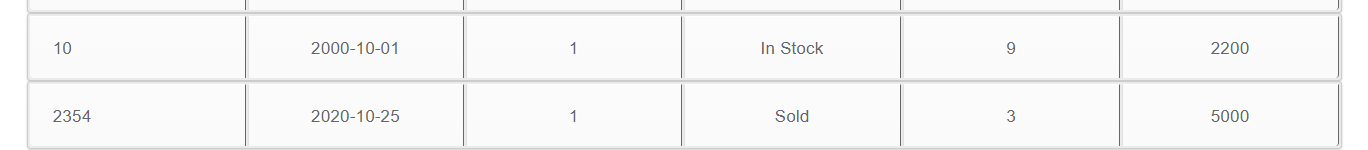 10 2000-10-01 1 In Stock 9 2200
2354 2020-10-25 1 Sold 3 5000